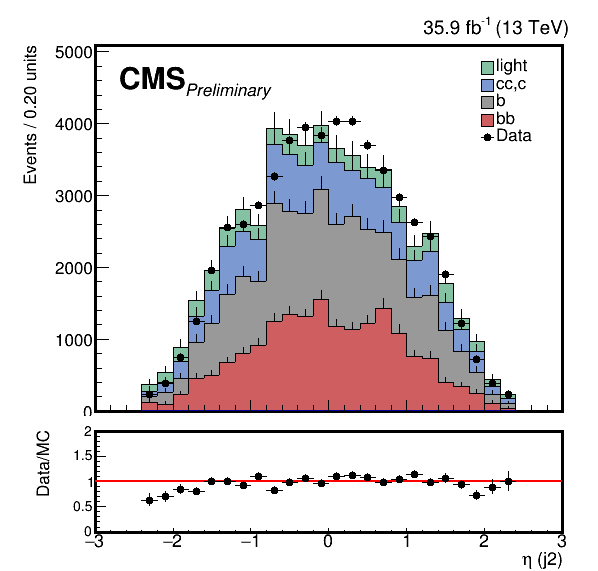 35.9 fb⁻¹ (13 TeV)
Events / 0.20 units
5000
4000
3000
2000
1000
0
CMS Preliminary
light
cc,c
b
bb
Data
Data/MC
2
1.5
1
0.5
0
−3 −2 −1 0 1 2 3
η (j2)